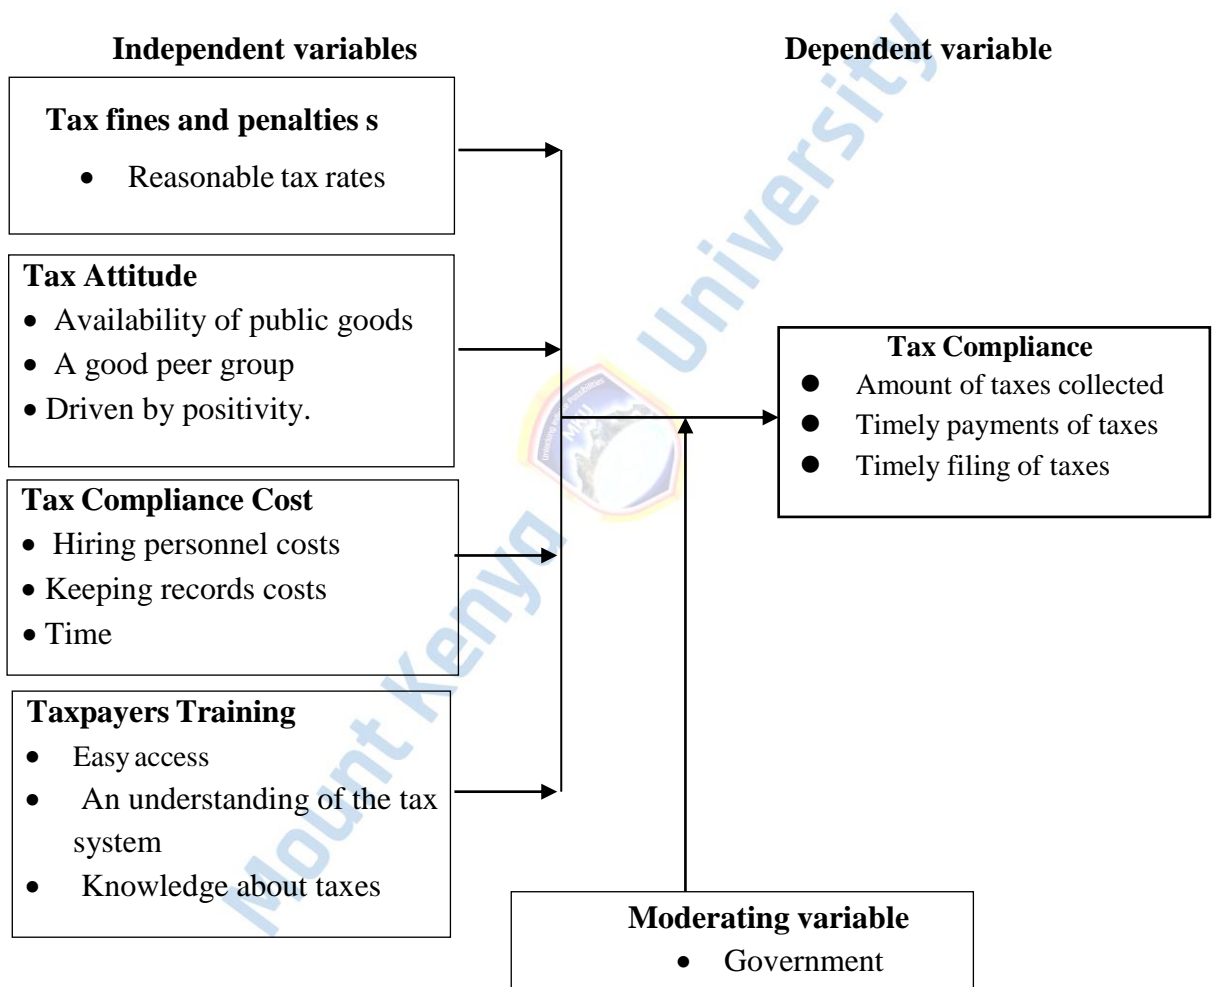 Independent variables
Dependent variable
Tax fines and penalties s
• Reasonable tax rates
Tax Attitude
• Availability of public goods
• A good peer group
• Driven by positivity.
Tax Compliance Cost
• Hiring personnel costs
• Keeping records costs
• Time
Taxpayers Training
• Easy access
• An understanding of the tax
system
• Knowledge about taxes
Tax Compliance
● Amount of taxes collected
● Timely payments of taxes
● Timely filing of taxes
Moderating variable
• Government
Mount Kenya University
MKU